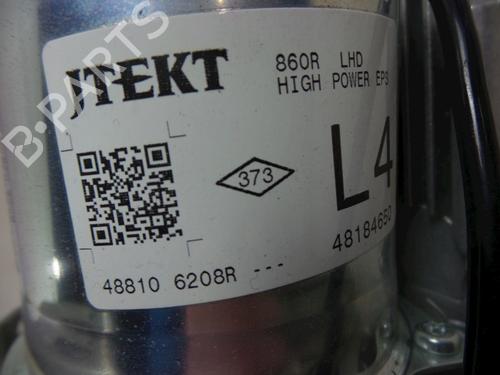 JTEKT
860R LHD
HIGH POWER EPS
373
L4
48184650
48810 6208R ---
B-PARTS